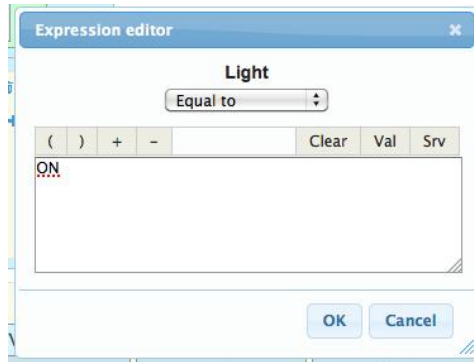 Expression editor
Light
Equal to
( ) + - Clear Val Srv
ON
OK Cancel